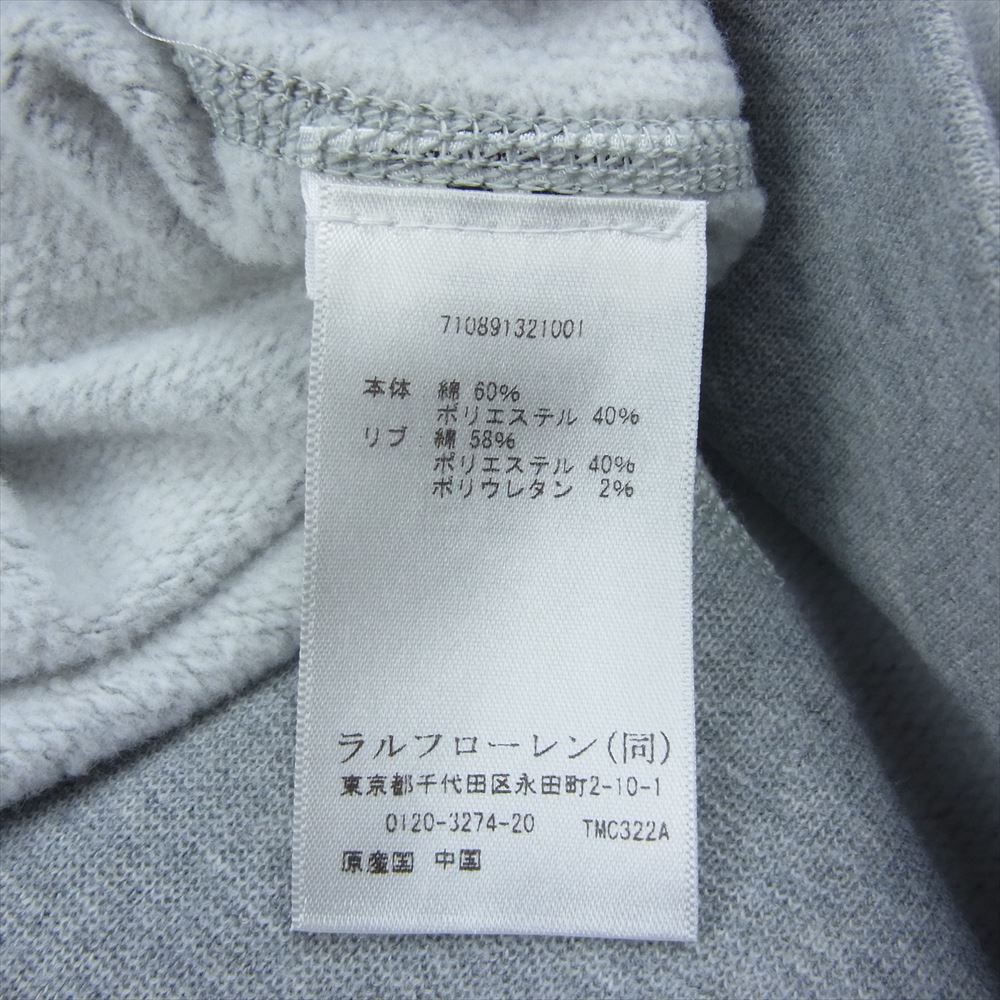 710891321001
本体 綿 60%
ポリエステル 40%
リブ 綿 58%
ポリエステル 40%
ポリウレタン 2%
ラルフローレン(同)
東京都千代田区永田町2-10-1
0120-3274-20 TMC322A
原産国 中国